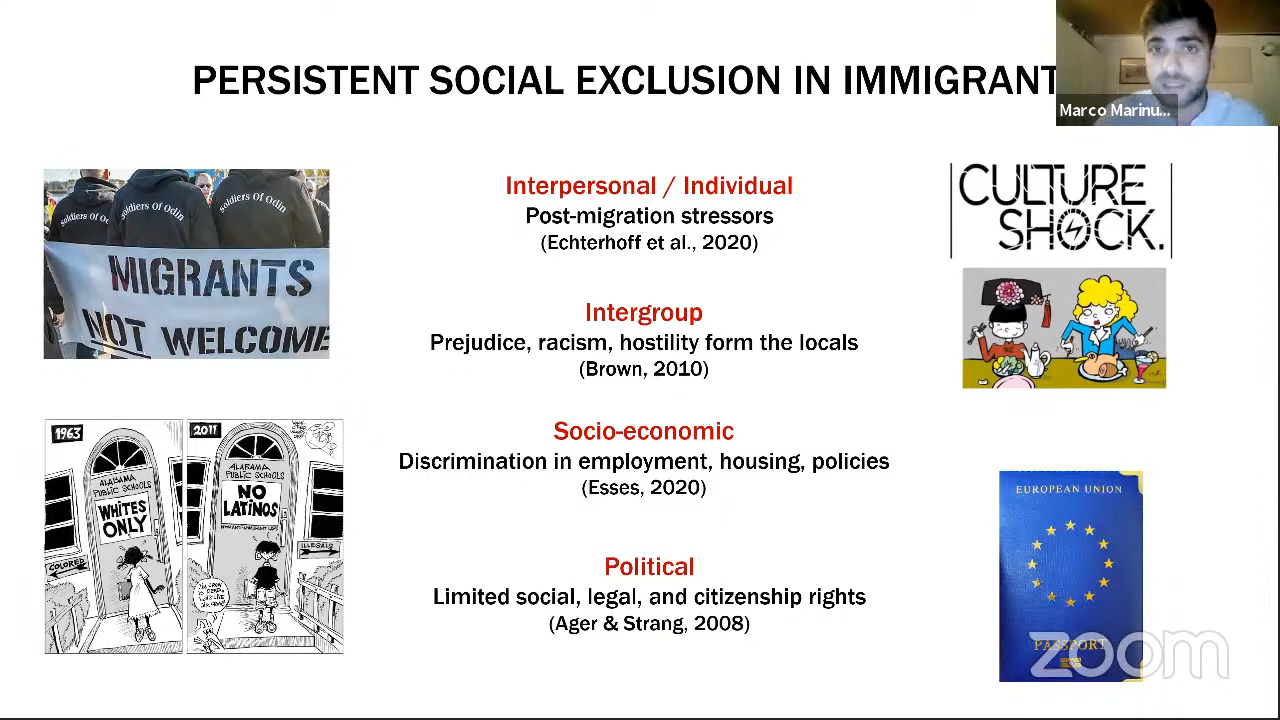 PERSISTENT SOCIAL EXCLUSION IN IMMIGRANT
Marco Marinu...
soldiers Of Od
soldiers Of Odin
soldiers Of Odin
MIGRANTS
NOT WELCOME
Interpersonal / Individual
Post-migration stressors
(Echterhoff et al., 2020)
CULTURE
SHOCK.
Intergroup
Prejudice, racism, hostility form the locals
(Brown, 2010)
1963
ALABAMA
PUBLIC SCHOOLS
WHITES
ONLY
COLORED
2011
ALABAMA
PUBLIC SCHOOLS
NO
LATINOS
ILLEGALS
Socio-economic
Discrimination in employment, housing, policies
(Esses, 2020)
Political
Limited social, legal, and citizenship rights
(Ager & Strang, 2008)
EUROPEAN UNION
PASSPORT
zoom